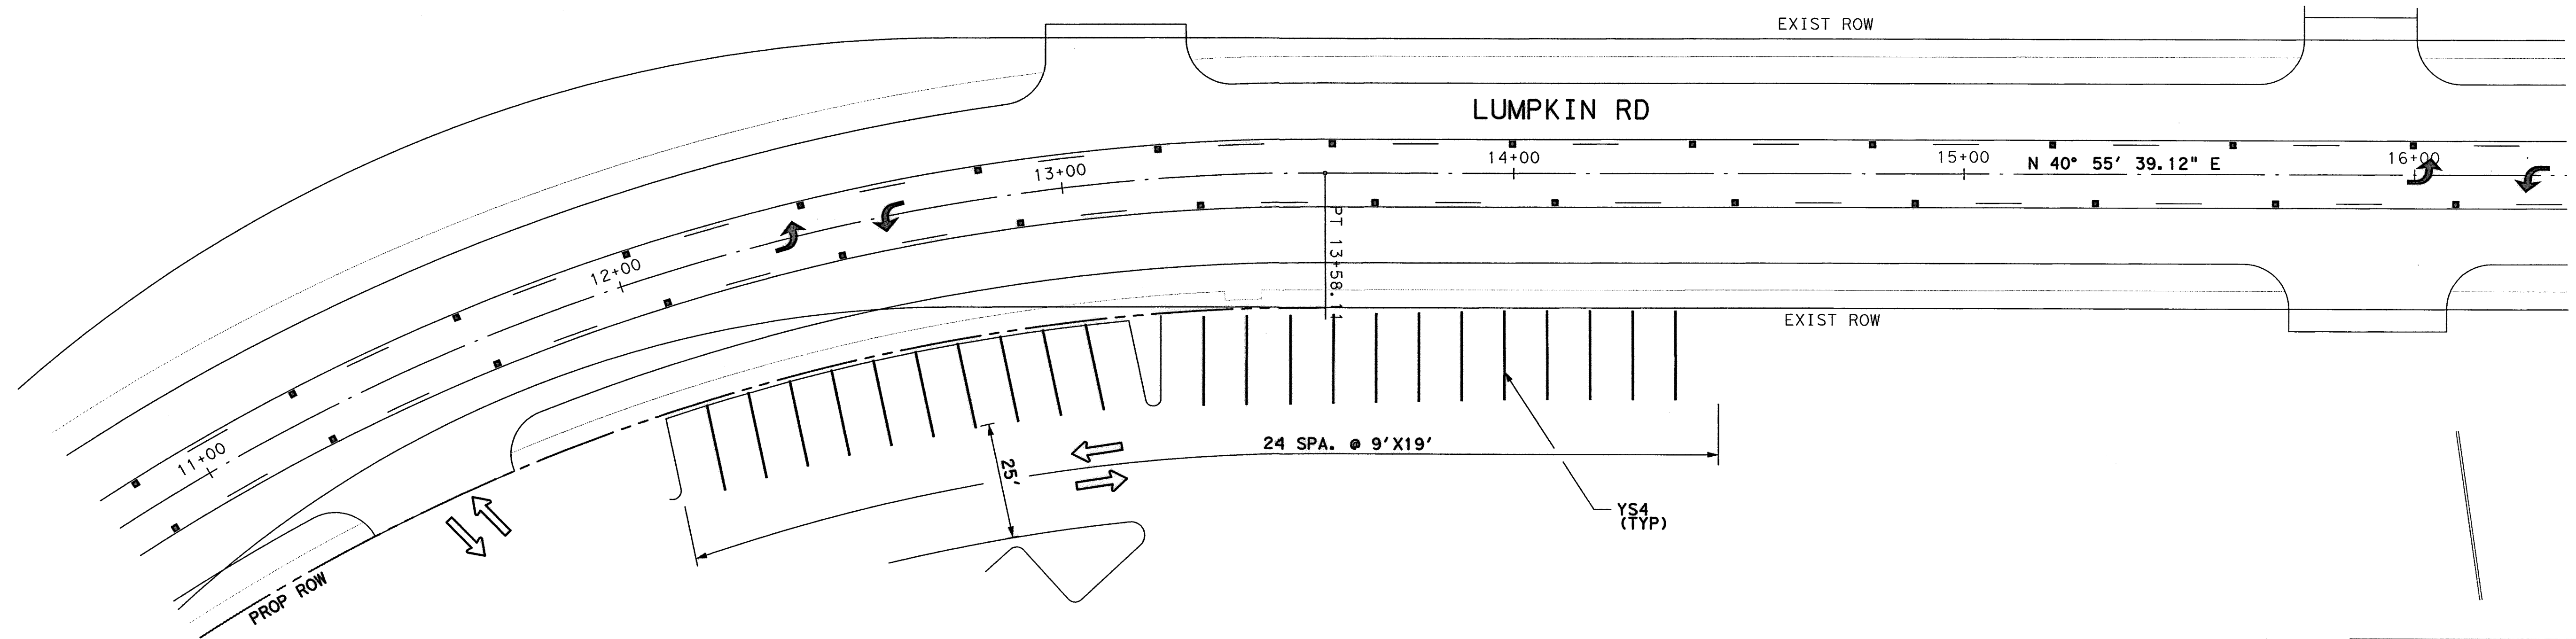 EXIST ROW
LUMPKIN RD
14+00
15+00
16+00
N 40° 55' 39.12" E
13+00
12+00
11+00
PT 13+58.11
EXIST ROW
24 SPA. @ 9'X19'
25'
YS4
(TYP)
PROP ROW